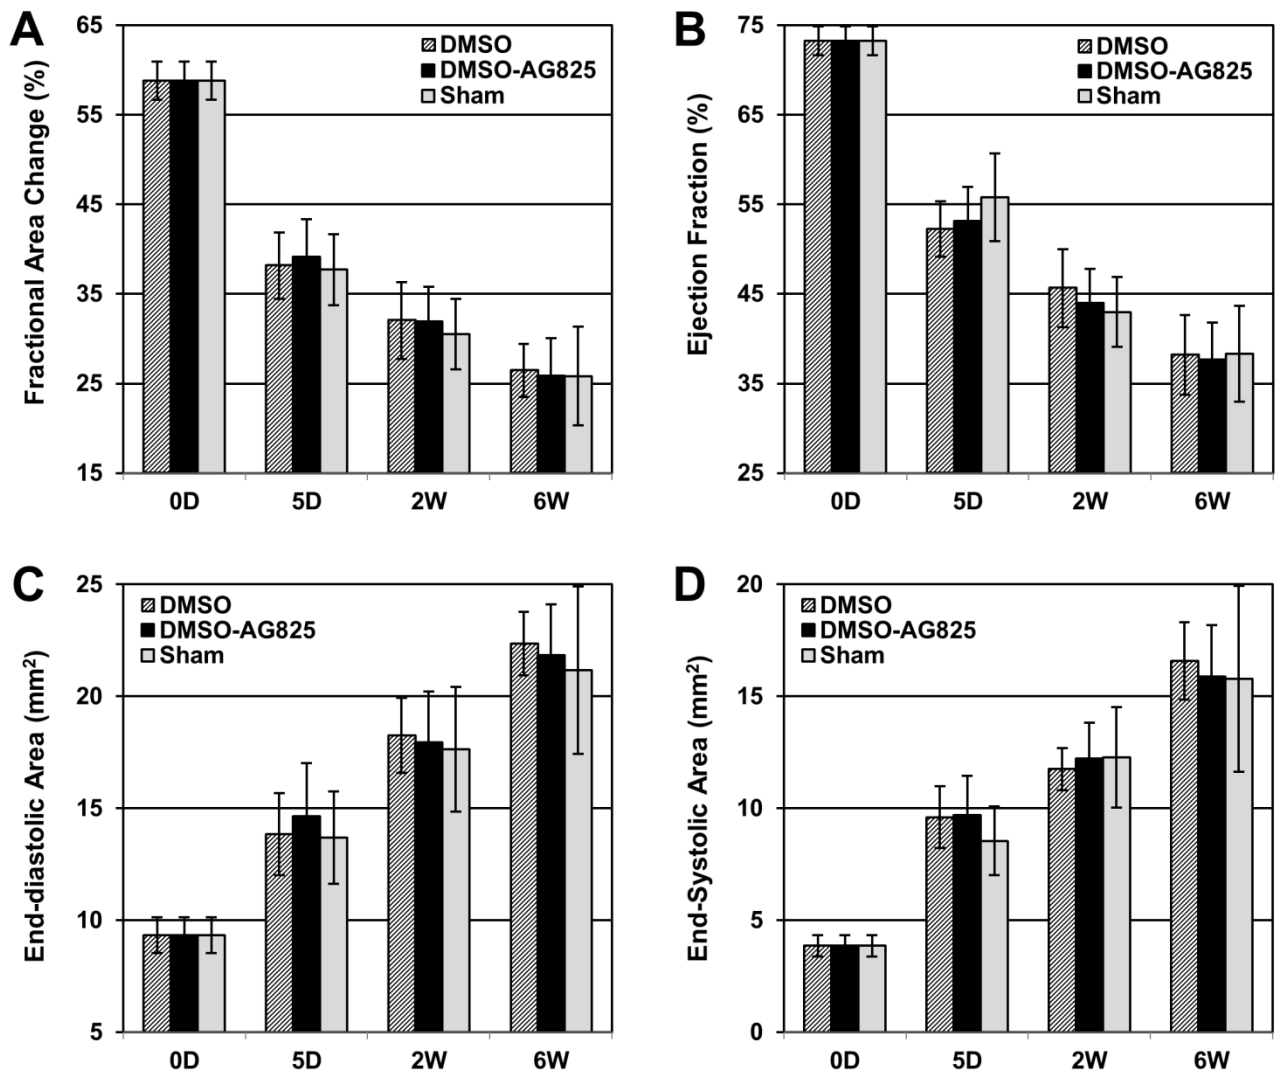 A
Fractional Area Change (%)
65
55
45
35
25
15
DMSO
DMSO-AG825
Sham
0D 5D 2W 6W
B
Ejection Fraction (%)
75
65
55
45
35
25
DMSO
DMSO-AG825
Sham
0D 5D 2W 6W
C
End-diastolic Area (mm²)
25
20
15
10
5
DMSO
DMSO-AG825
Sham
0D 5D 2W 6W
D
End-Systolic Area (mm²)
20
15
10
5
0
DMSO
DMSO-AG825
Sham
0D 5D 2W 6W